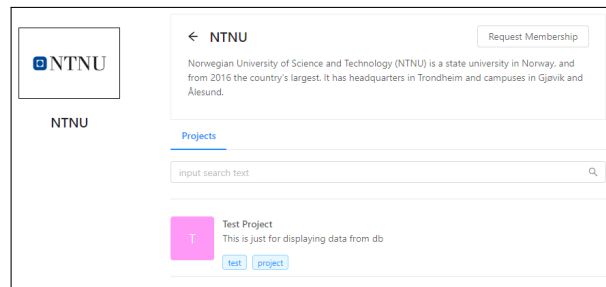 NTNU
NTNU
← NTNU
Request Membership
Norwegian University of Science and Technology (NTNU) is a state university in Norway, and
from 2016 the country's largest. It has headquarters in Trondheim and campuses in Gjøvik and
Ålesund.
Projects
input search text
T
Test Project
This is just for displaying data from db
test
project